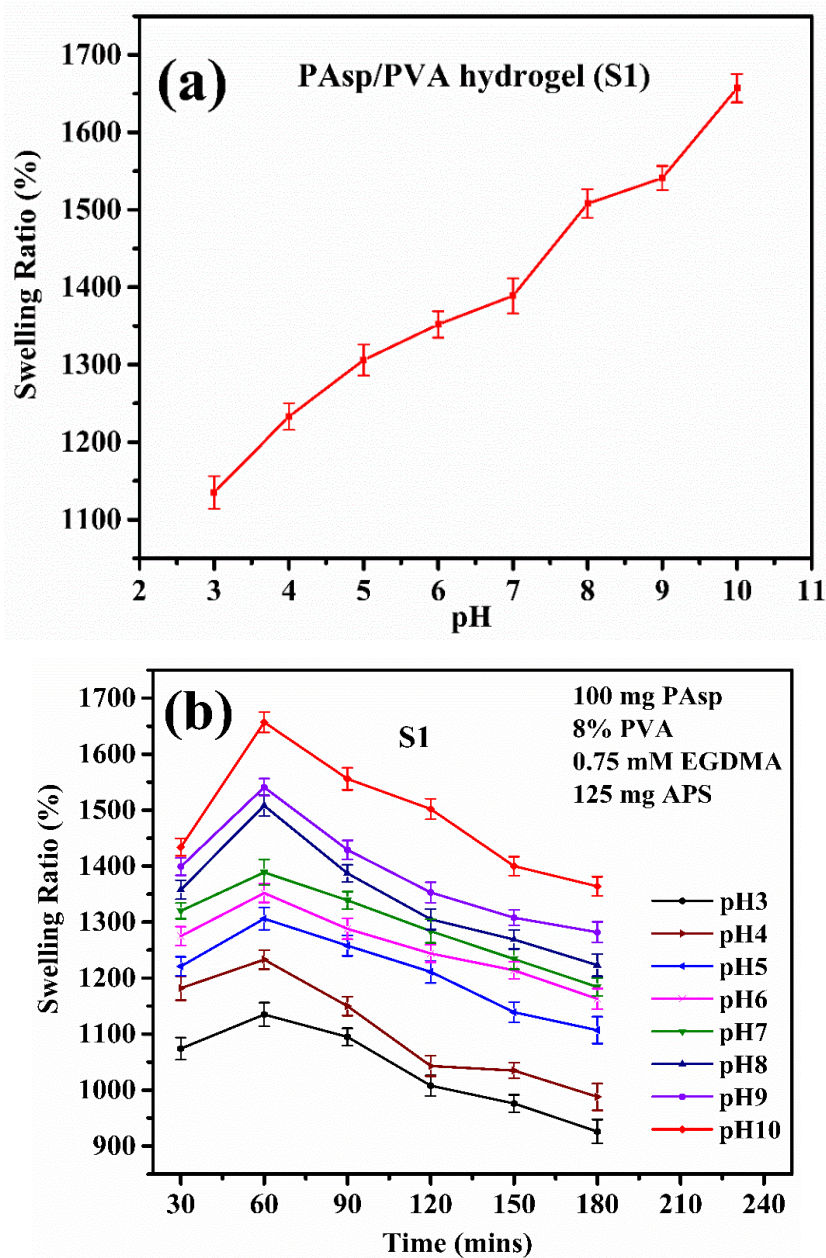 (a)
PAsp/PVA hydrogel (S1)
1700
1600
1500
1400
1300
1200
1100
Swelling Ratio (%)
2 3 4 5 6 7 8 9 10 11
pH
(b)
S1
100 mg PAsp
8% PVA
0.75 mM EGDMA
125 mg APS
1700
1600
1500
1400
1300
1200
1100
1000
900
Swelling Ratio (%)
pH3
pH4
pH5
pH6
pH7
pH8
pH9
pH10
30 60 90 120 150 180 210 240
Time (mins)